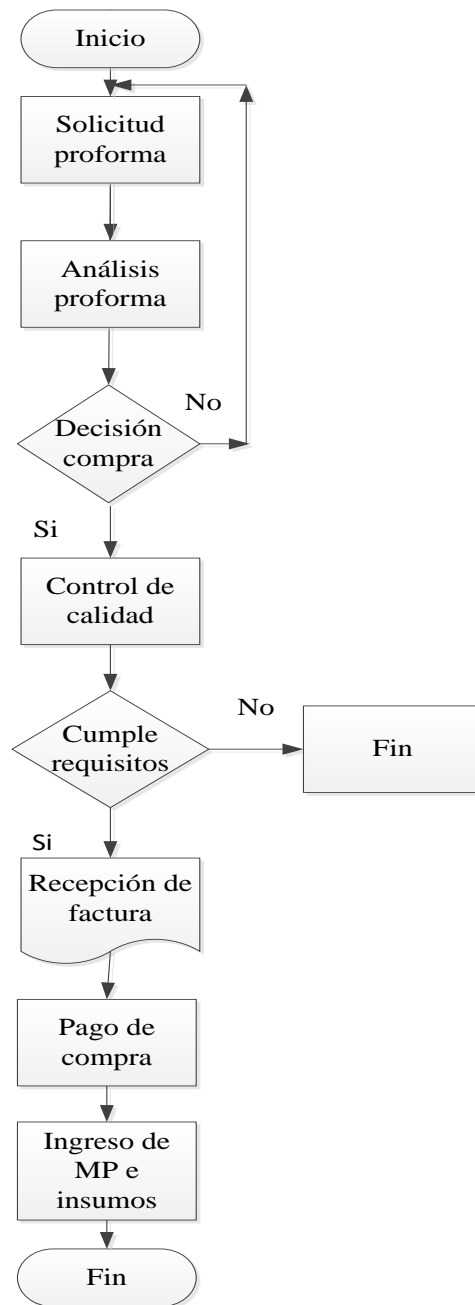 Inicio
Solicitud
proforma
Análisis
proforma
No
Decisión
compra
Si
Control de
calidad
No
Cumple
requisitos
Fin
Si
Recepción de
factura
Pago de
compra
Ingreso de
MP e
insumos
Fin